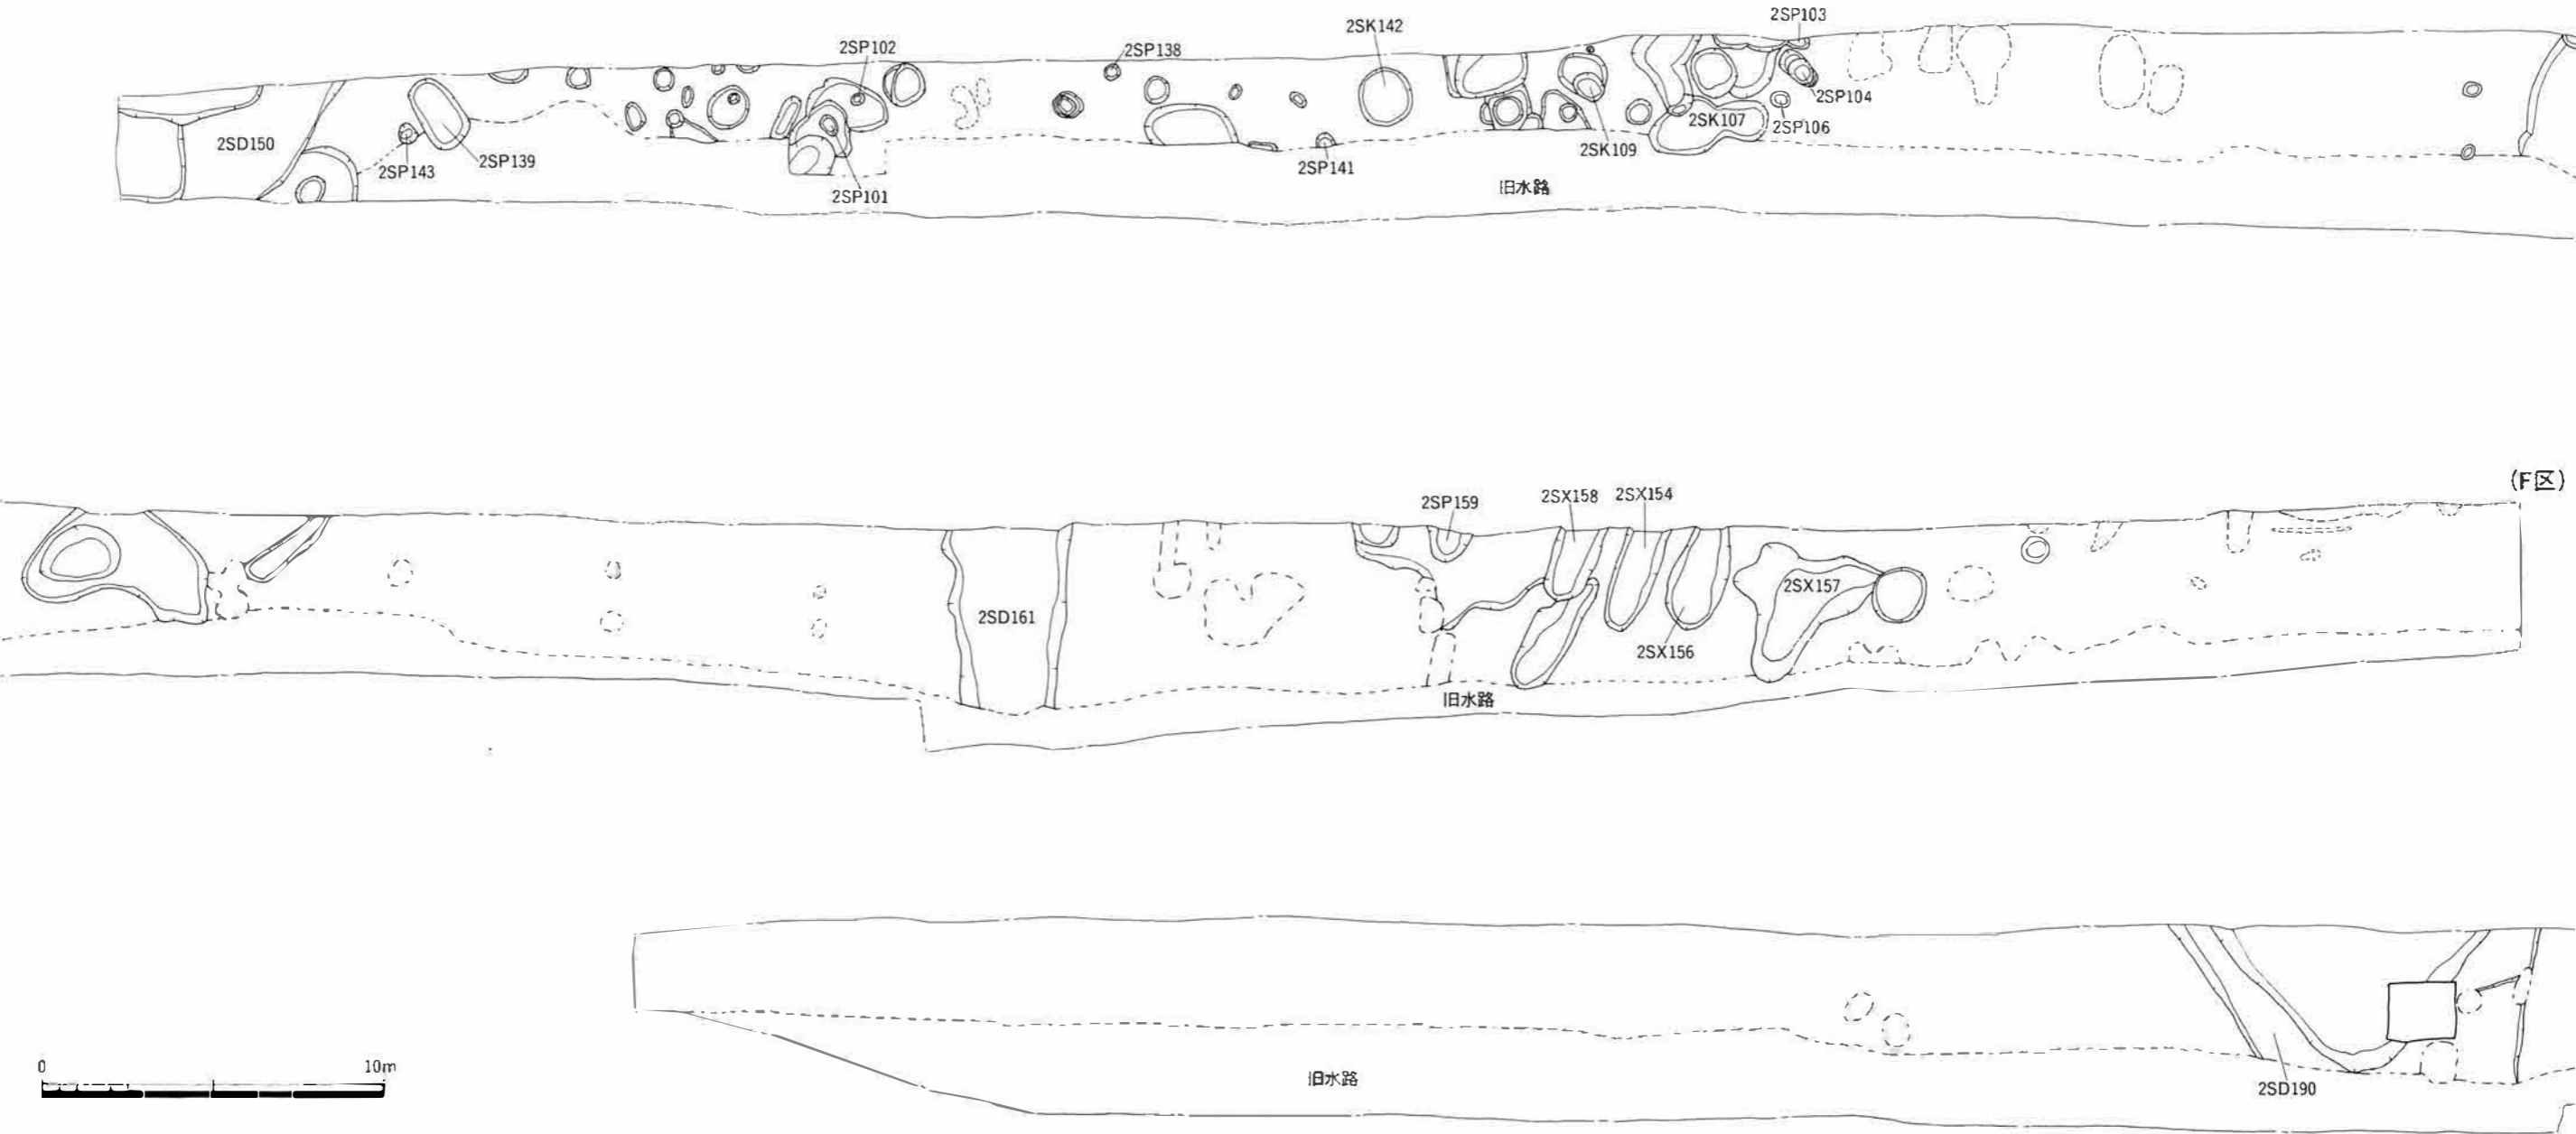 2SP103
2SK142
2SP102
2SP138
2SP104
2SK107
2SP106
2SD150
2SK109
2SP139
2SP143
2SP141
旧水路
2SP101
(F区)
2SX158 2SX154
2SP159
2SX157
2SD161
2SX156
旧水路
0 10m
旧水路
2SD190